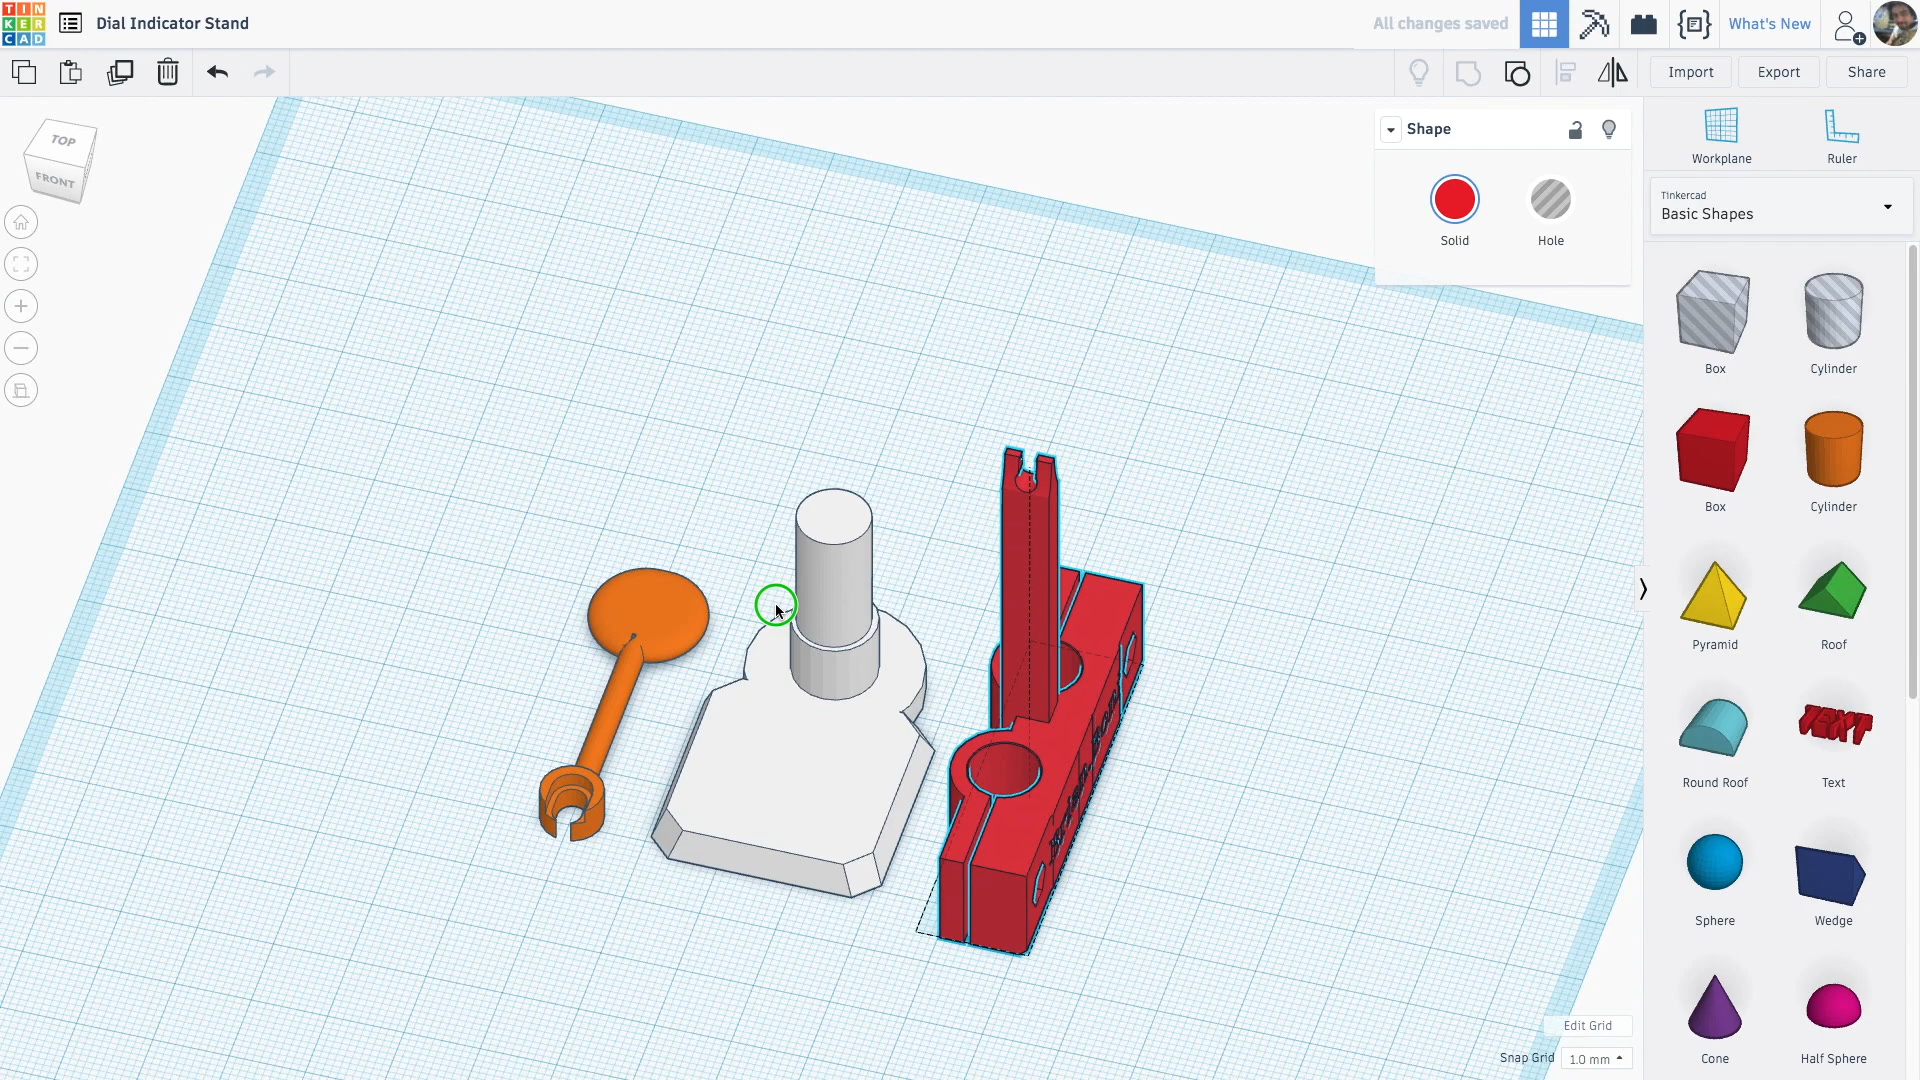 TIN
KER
CAD
Dial Indicator Stand
All changes saved
What's New
Import
Export
Share
TOP
FRONT
Shape
Solid
Hole
Workplane
Ruler
Tinkercad
Basic Shapes
Box
Cylinder
Box
Cylinder
Pyramid
Roof
Round Roof
TEXT
Text
Sphere
Wedge
Cone
Half Sphere
Edit Grid
Snap Grid
1.0 mm